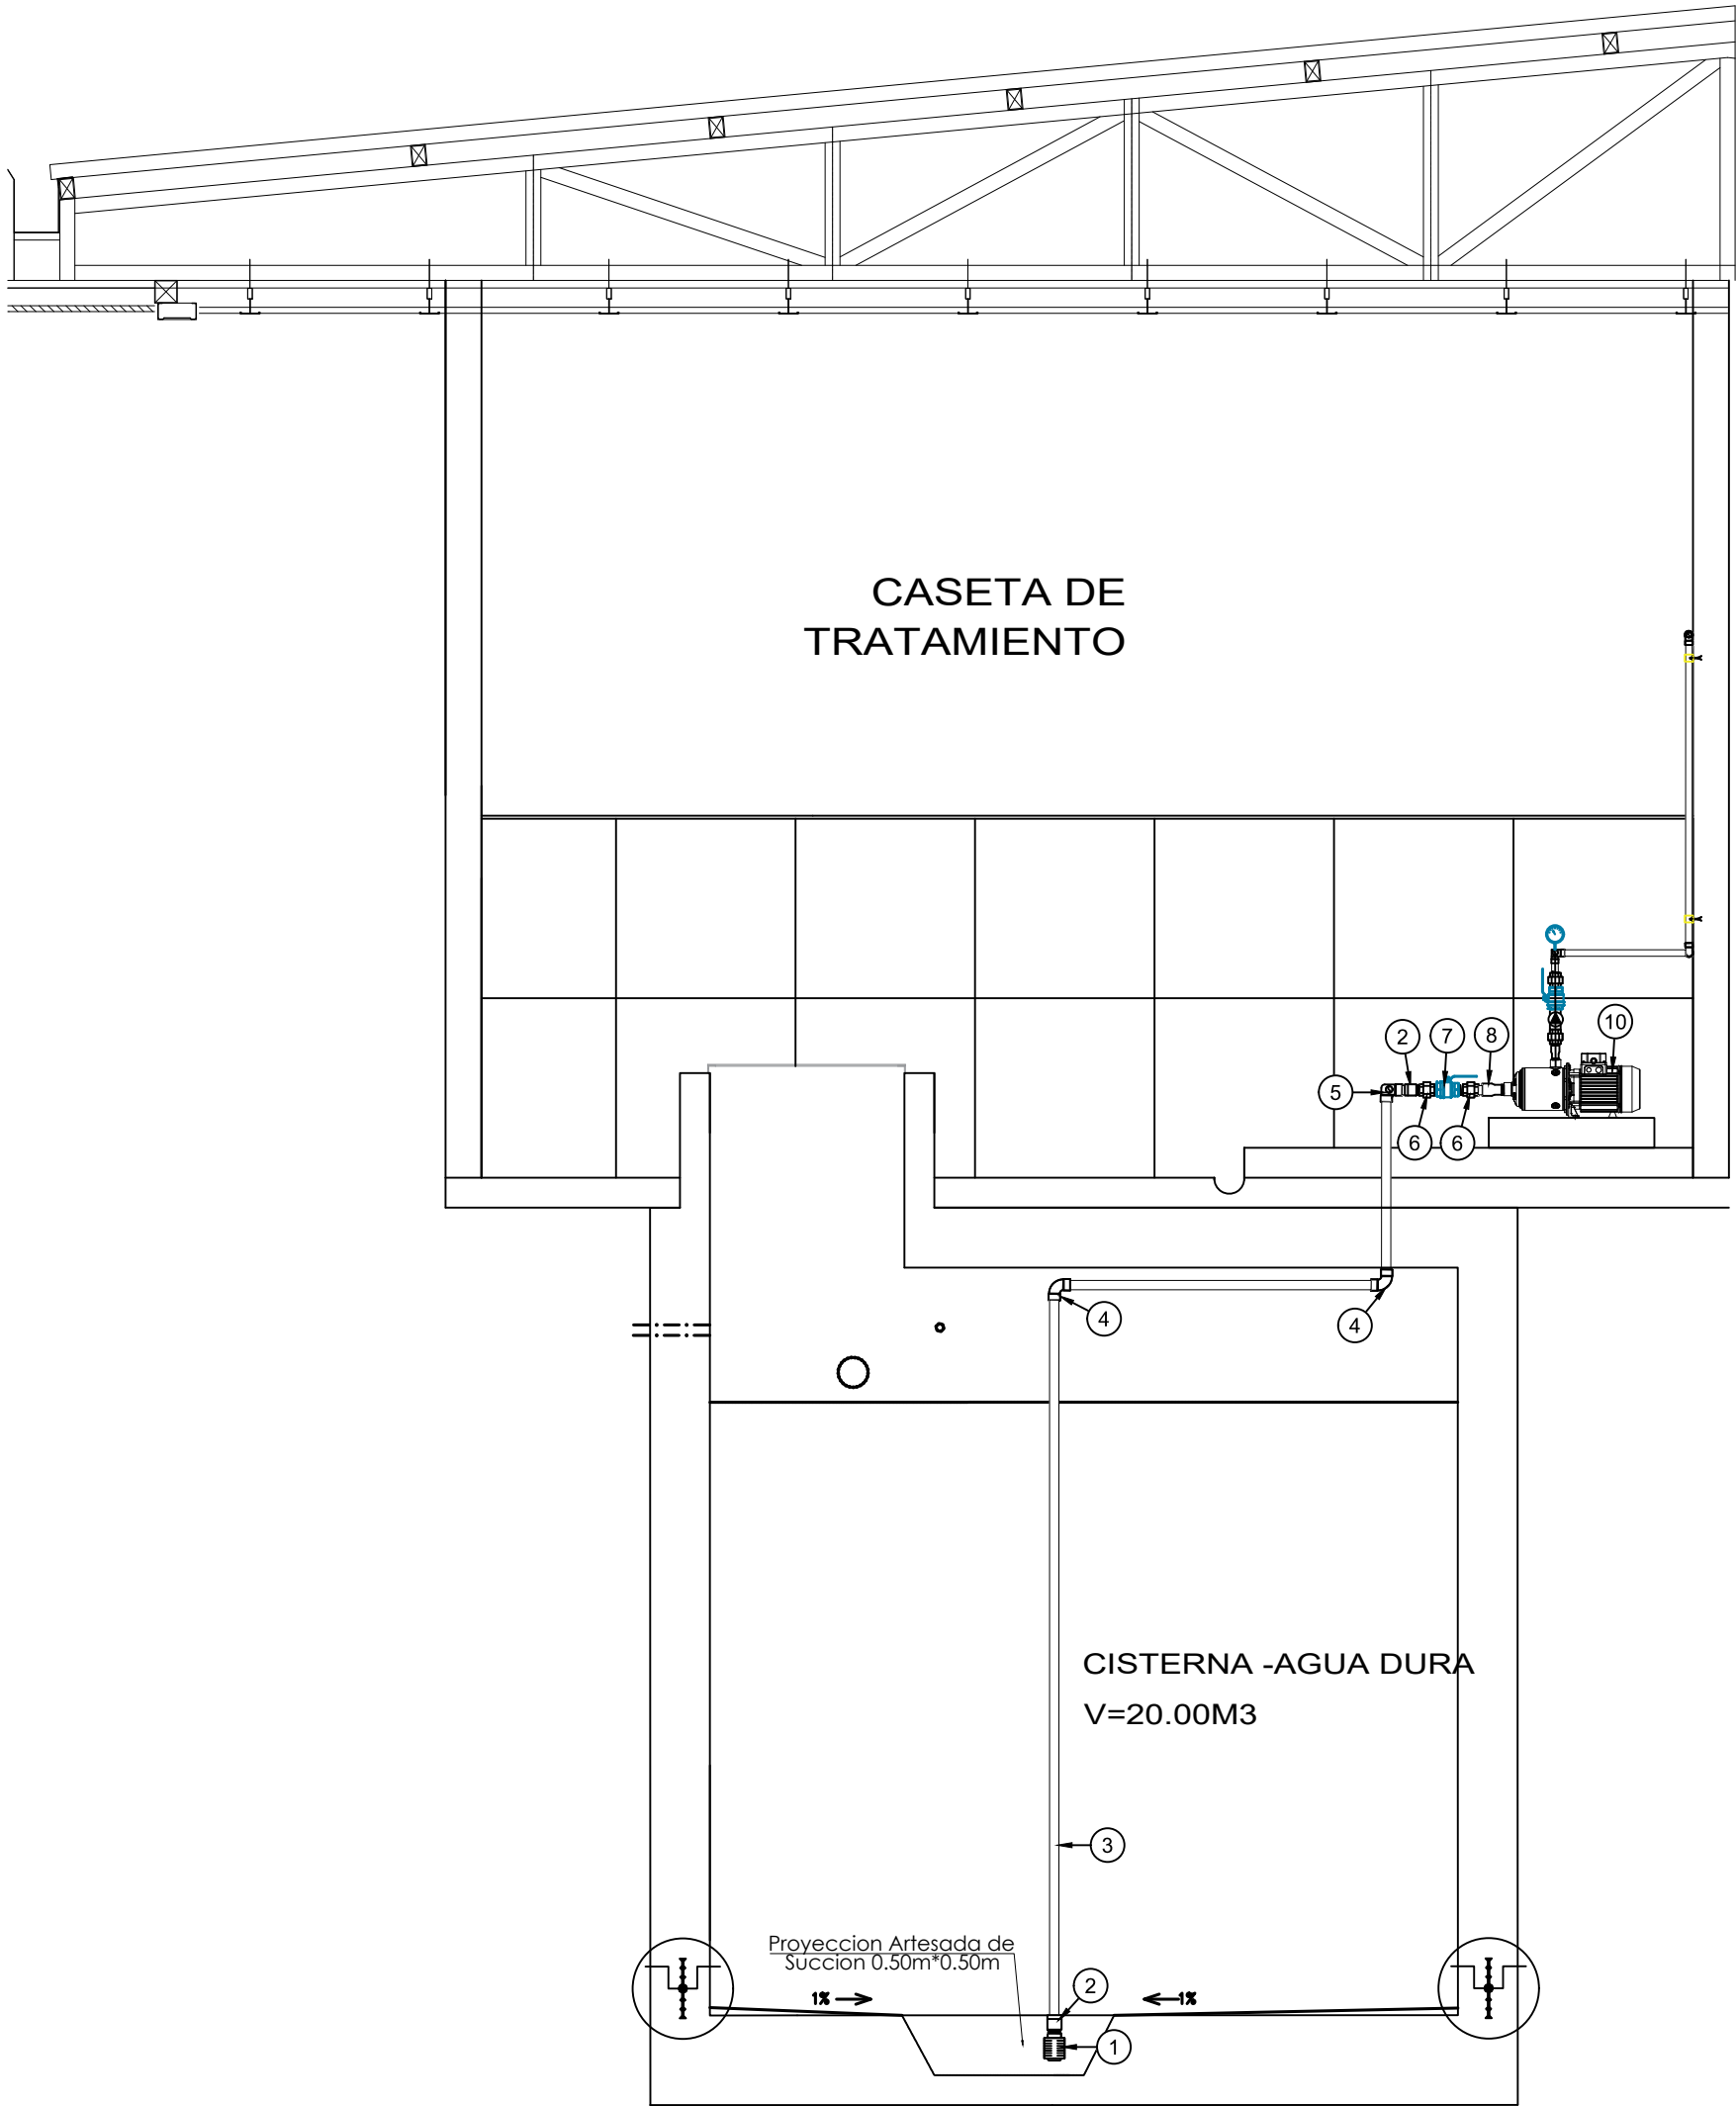 CASETA DE
TRATAMIENTO
2
7
8
10
5
6
6
4
4
CISTERNA -AGUA DURA
V=20.00M3
3
Proyeccion Artesada de
Succion 0.50m*0.50m
1%
1%
2
1